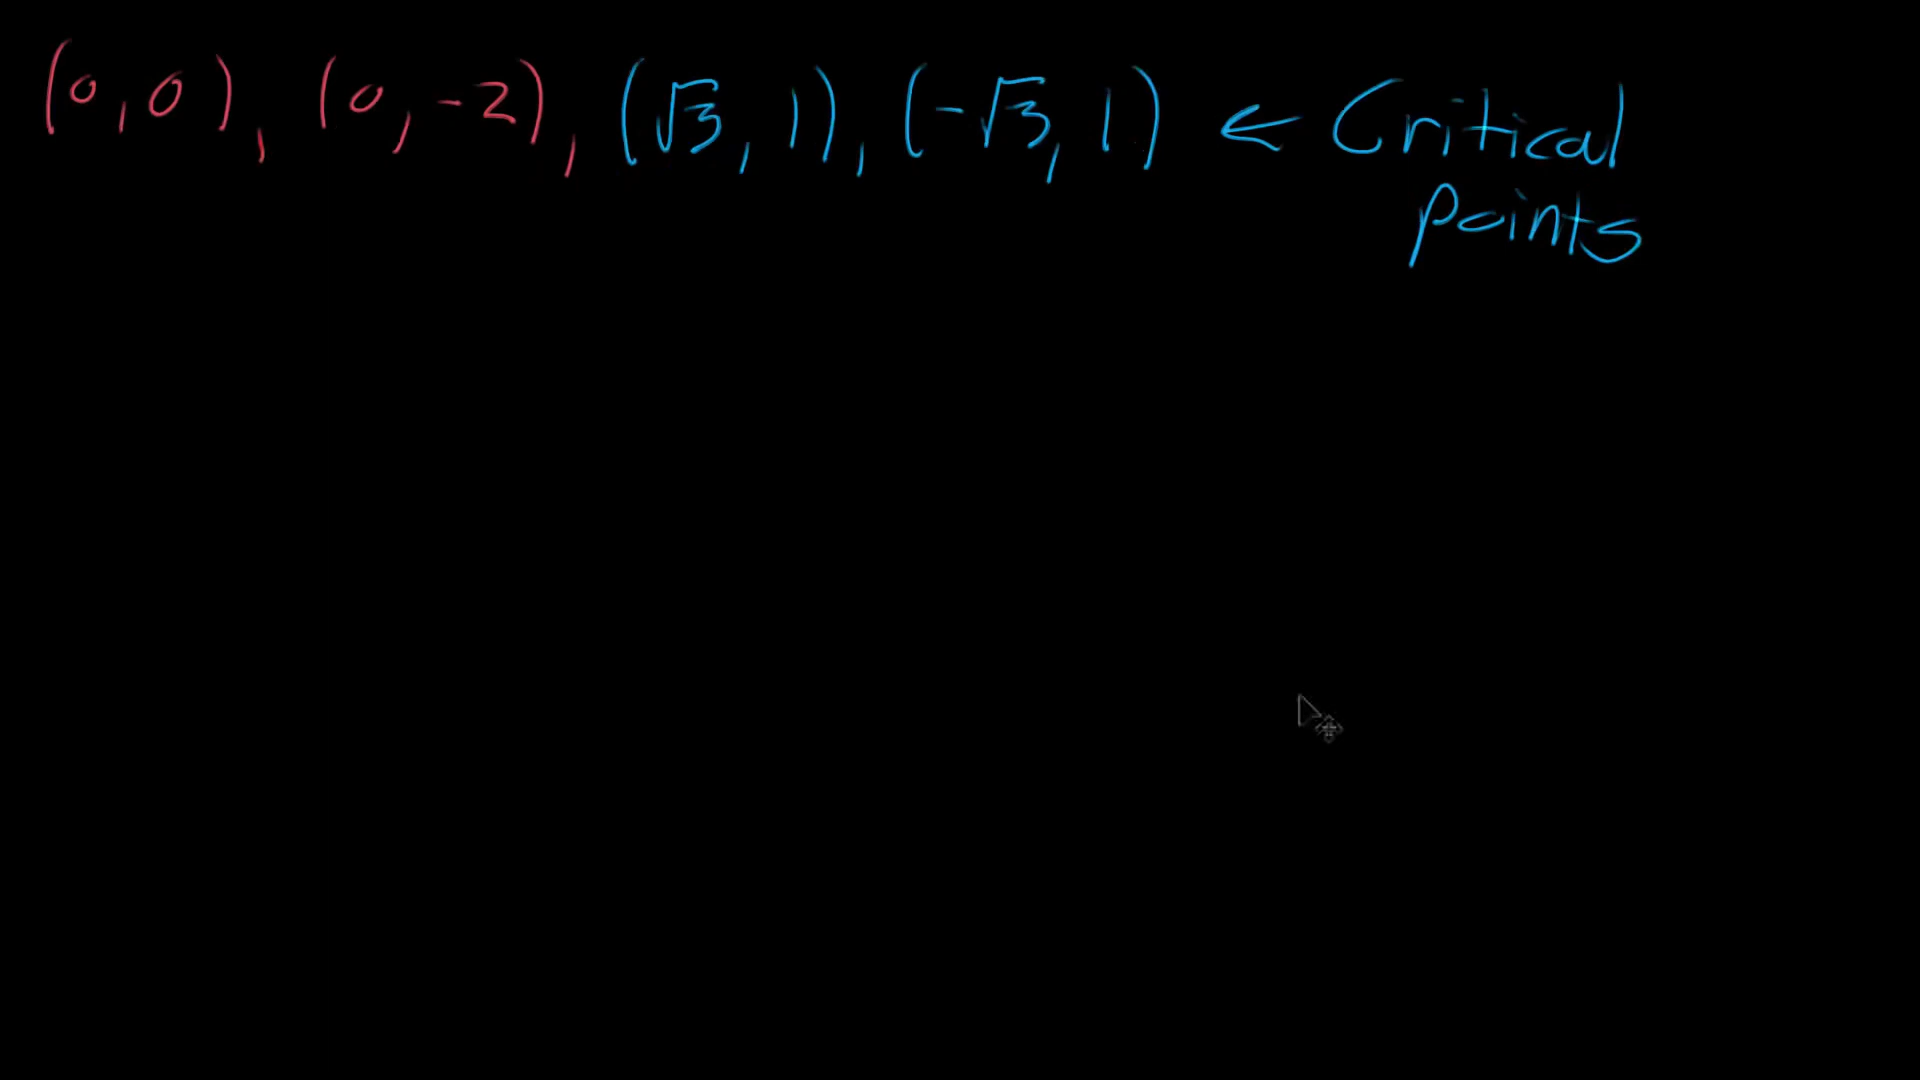 (0, 0), (0, -2), (√3, 1), (-√3, 1) ← Critical
points